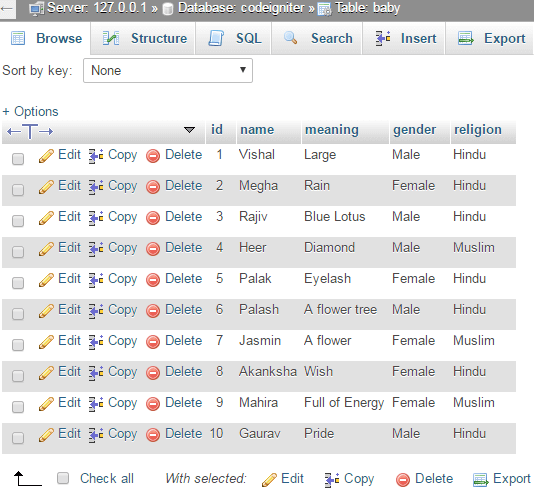 Server: 127.0.0.1 » Database: codeigniter » Table: baby
Browse Structure SQL Search Insert Export
Sort by key: None
+ Options
id name meaning gender religion
Edit Copy Delete 1 Vishal Large Male Hindu
Edit Copy Delete 2 Megha Rain Female Hindu
Edit Copy Delete 3 Rajiv Blue Lotus Male Hindu
Edit Copy Delete 4 Heer Diamond Male Muslim
Edit Copy Delete 5 Palak Eyelash Female Hindu
Edit Copy Delete 6 Palash A flower tree Male Hindu
Edit Copy Delete 7 Jasmin A flower Female Muslim
Edit Copy Delete 8 Akanksha Wish Female Hindu
Edit Copy Delete 9 Mahira Full of Energy Female Muslim
Edit Copy Delete 10 Gaurav Pride Male Hindu
Check all With selected: Edit Copy Delete Export